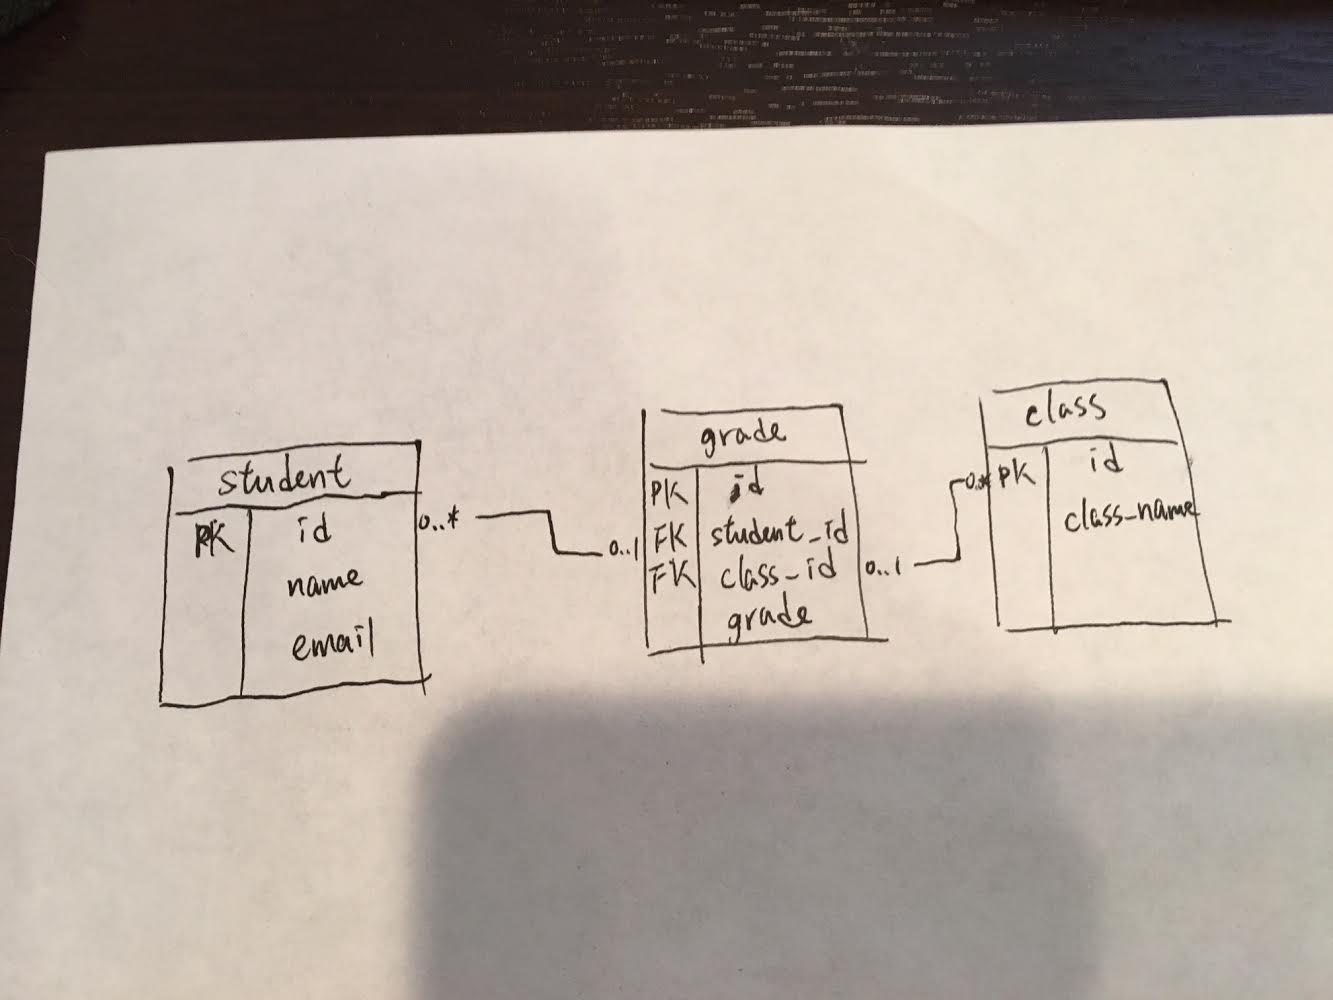 student
PK id
name
email
0..*
0..1
grade
PK id
FK student_id
FK class_id
grade
0..1
0..*
class
PK id
class_name